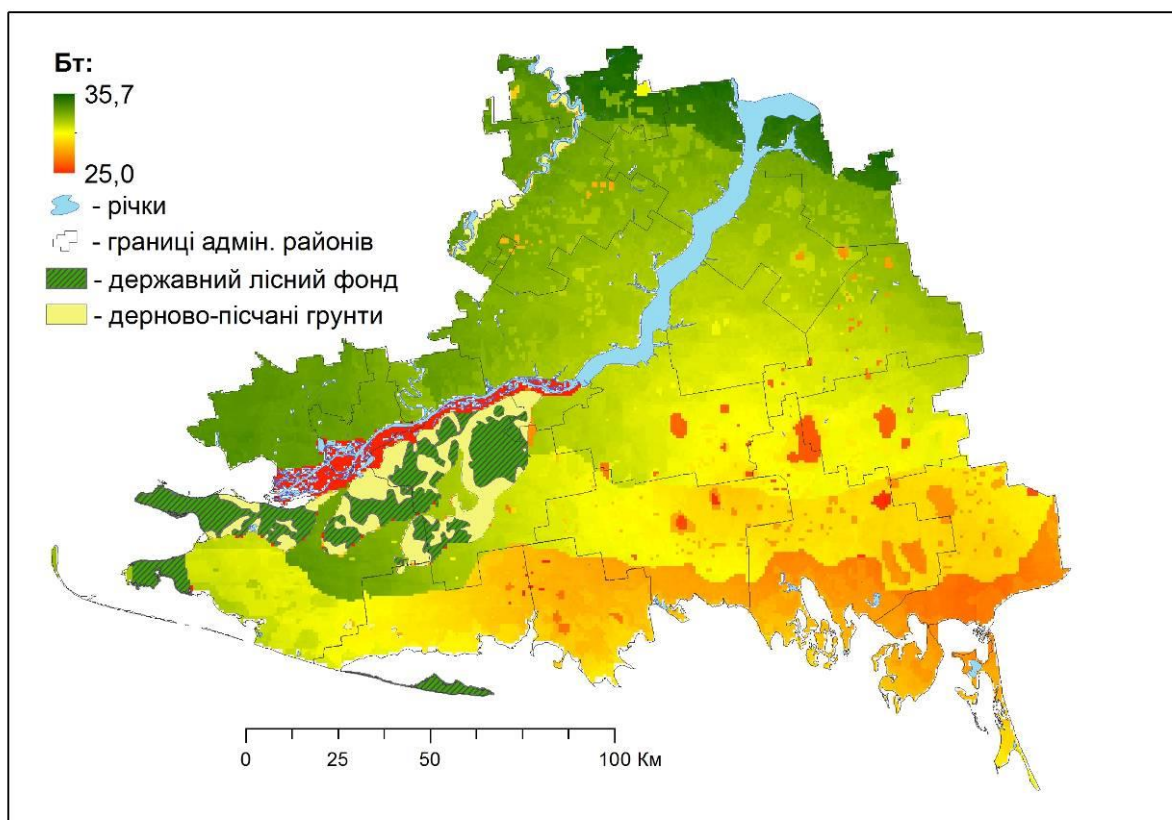 Бт:
35,7
25,0
- річки
- границі адмін. районів
- державний лісний фонд
- дерново-пісчані грунти
0 25 50 100 Км